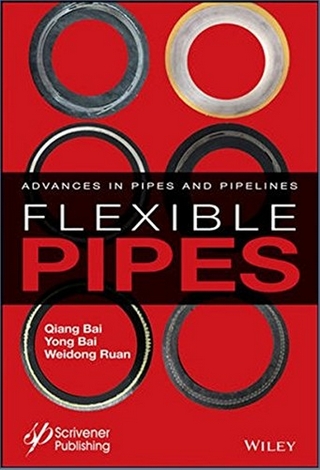 ADVANCES IN PIPES AND PIPELINES
FLEXIBLE
PIPES
Qiang Bai
Yong Bai
Weidong Ruan
Scrivener
Publishing
WILEY